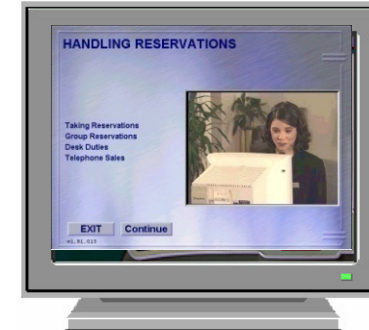 HANDLING RESERVATIONS
Taking Reservations
Group Reservations
Desk Duties
Telephone Sales
EXIT Continue